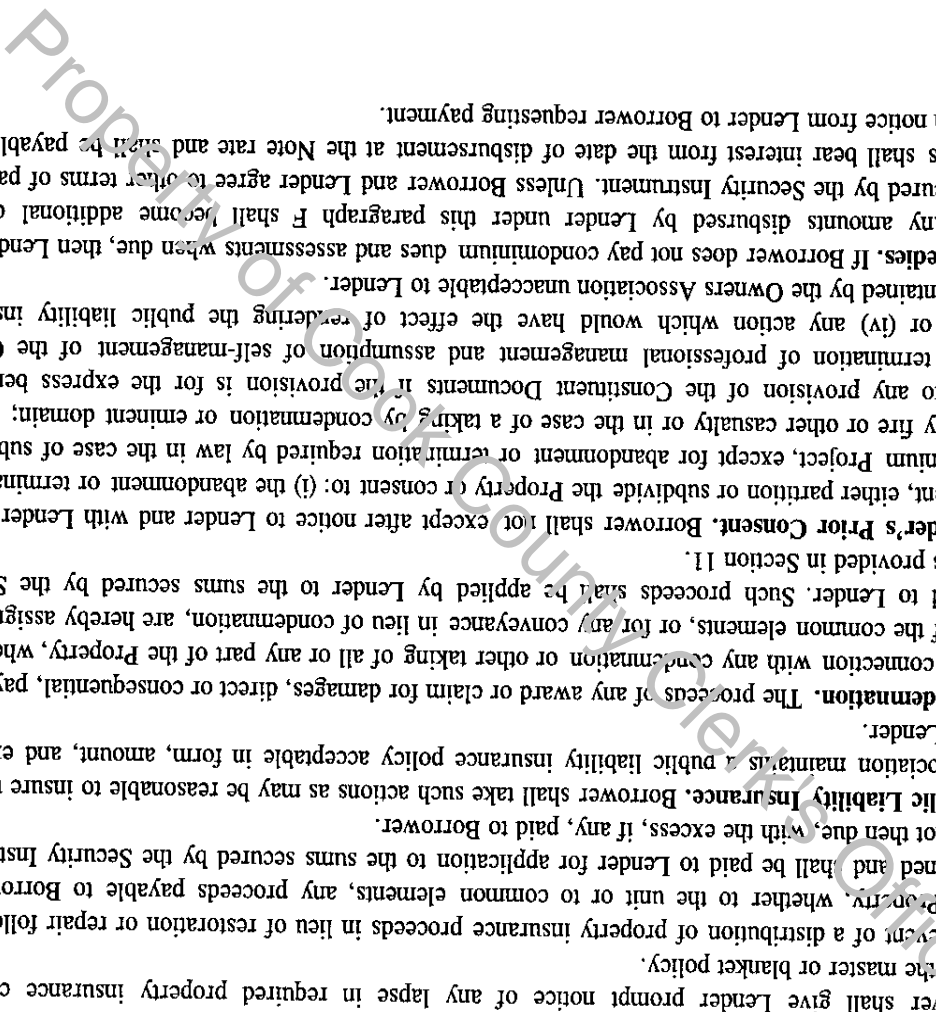 ver shall give Lender prompt notice of any lapse in required property insurance c
the master or blanket policy.
event of a distribution of property insurance proceeds in lieu of restoration or repair foll
Property, whether to the unit or to common elements, any proceeds payable to Borro
ned and shall be paid to Lender for application to the sums secured by the Security Inst
ot then due, with the excess, if any, paid to Borrower.
lic Liability Insurance. Borrower shall take such actions as may be reasonable to insure
sociation maintains a public liability insurance policy acceptable in form, amount, and e
Lender.
demnation. The proceeds of any award or claim for damages, direct or consequential, pay
connection with any condemnation or other taking of all or any part of the Property, whe
f the common elements, or for any conveyance in lieu of condemnation, are hereby assig
d to Lender. Such proceeds shall be applied by Lender to the sums secured by the S
s provided in Section 11.
der's Prior Consent. Borrower shall not except after notice to Lender and with Lender
ent, either partition or subdivide the Property or consent to: (i) the abandonment or termina
nium Project, except for abandonment or termination required by law in the case of sub
y fire or other casualty or in the case of a taking by condemnation or eminent domain;
to any provision of the Constituent Documents if the provision is for the express ben
termination of professional management and assumption of self-management of the
or (iv) any action which would have the effect of rendering the public liability ins
ntained by the Owners Association unacceptable to Lender.
edies. If Borrower does not pay condominium dues and assessments when due, then Lend
ny amounts disbursed by Lender under this paragraph F shall become additional
ured by the Security Instrument. Unless Borrower and Lender agree to other terms of pa
s shall bear interest from the date of disbursement at the Note rate and shall be payabl
notice from Lender to Borrower requesting payment.
Property of Cook County Clerk's Offic